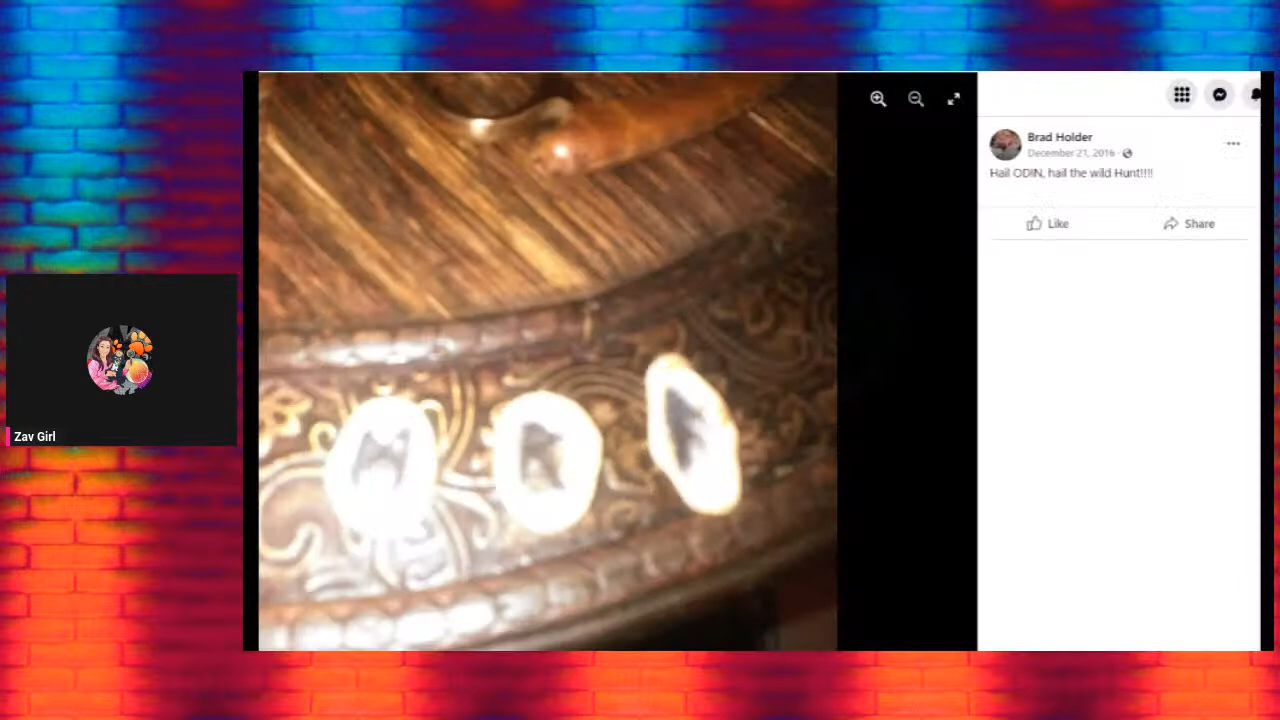 Brad Holder
December 21, 2016
Hail ODIN, hail the wild Hunt!!!!
Like
Share
Zav Girl